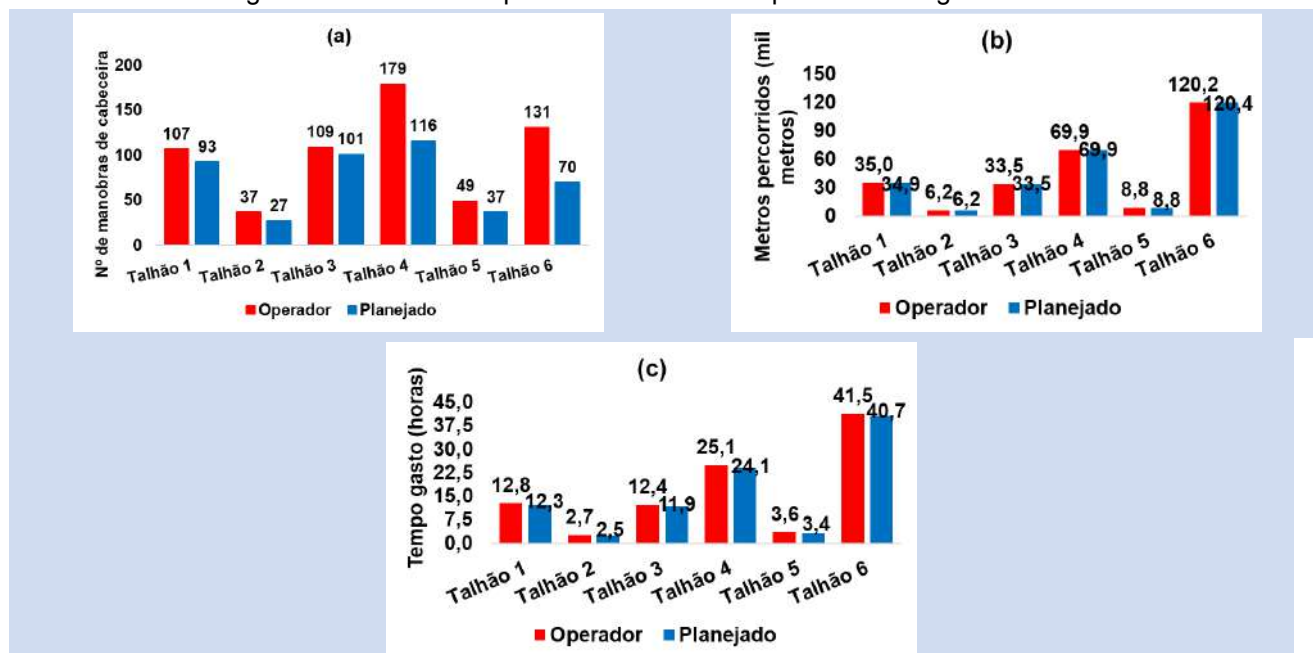 (a)
Nº de manobras de cabeceira
200
150
100
50
0
107
93
37
27
109
101
179
116
49
37
131
70
Talhão 1
Talhão 2
Talhão 3
Talhão 4
Talhão 5
Talhão 6
Operador
Planejado
(b)
Metros percorridos (mil
metros)
150
120
90
60
30
0
35,0
34,9
6,2
6,2
33,5
33,5
69,9
69,9
8,8
8,8
120,2
120,4
Talhão 1
Talhão 2
Talhão 3
Talhão 4
Talhão 5
Talhão 6
Operador
Planejado
(c)
Tempo gasto (horas)
45,0
37,5
30,0
22,5
15,0
7,5
0,0
12,8
12,3
2,7
2,5
12,4
11,9
25,1
24,1
3,6
3,4
41,5
40,7
Talhão 1
Talhão 2
Talhão 3
Talhão 4
Talhão 5
Talhão 6
Operador
Planejado